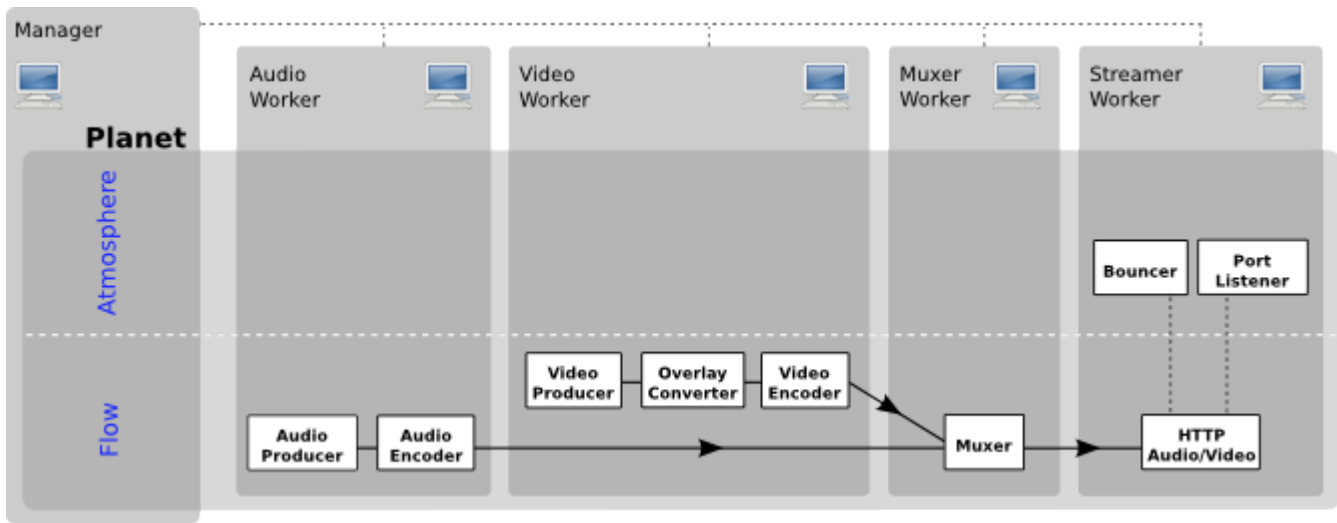 Manager
Audio
Worker
Video
Worker
Muxer
Worker
Streamer
Worker
Planet
Atmosphere
Bouncer
Port
Listener
Flow
Video
Producer
Overlay
Converter
Video
Encoder
Audio
Producer
Audio
Encoder
Muxer
HTTP
Audio/Video